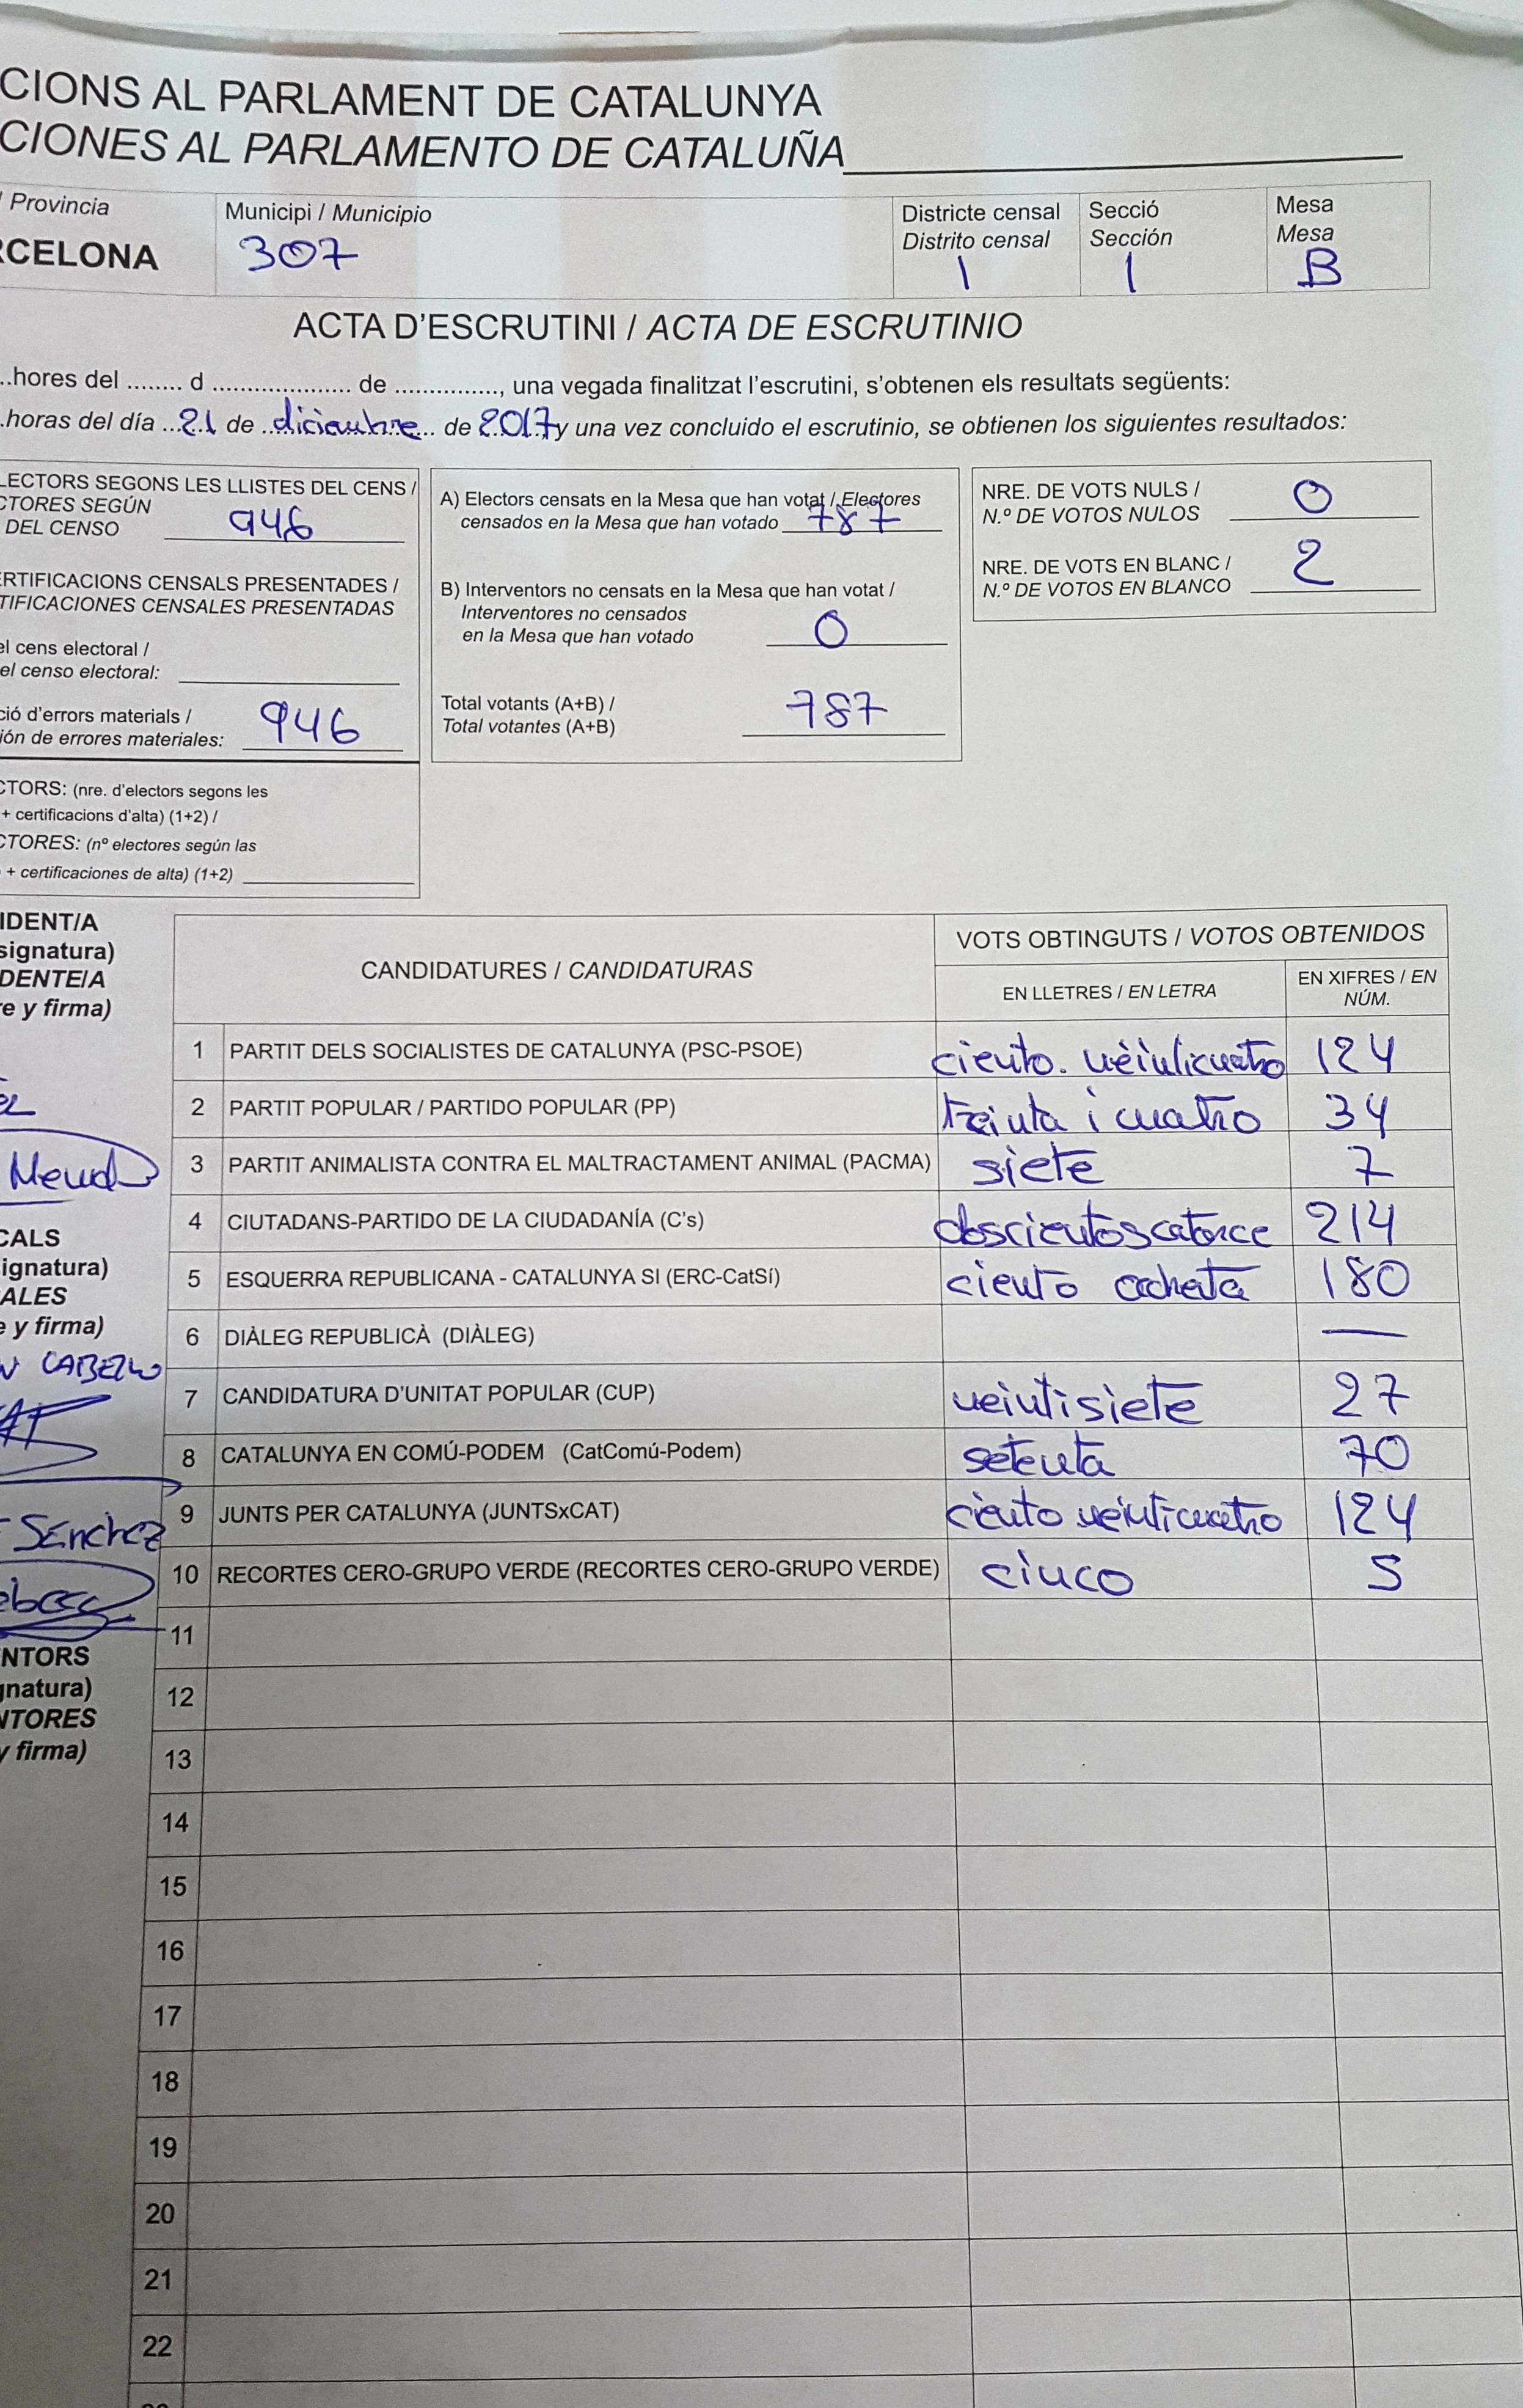 CIONS AL PARLAMENT DE CATALUNYA
CIONES AL PARLAMENTO DE CATALUÑA
/ Provincia
RCELONA
Municipi / Municipio
307
Districte censal
Distrito censal
1
Secció
Sección
1
Mesa
Mesa
B
ACTA D'ESCRUTINI / ACTA DE ESCRUTINIO
...hores del ........ d ..................... de ..............., una vegada finalitzat l'escrutini, s'obtenen els resultats següents:
.horas del día ...21 de ..diciembre... de 2017 y una vez concluido el escrutinio, se obtienen los siguientes resultados:
LECTORS SEGONS LES LLISTES DEL CENS /
CTORES SEGÚN
DEL CENSO 946
ERTIFICACIONS CENSALS PRESENTADES /
TIFICACIONES CENSALES PRESENTADAS
el cens electoral /
el censo electoral:
ció d'errors materials /
ión de errores materiales: 946
CTORS: (nre. d'electors segons les
+ certificacions d'alta) (1+2) /
CTORES: (nº electores según las
+ certificaciones de alta) (1+2)
A) Electors censats en la Mesa que han votat / Electores
censados en la Mesa que han votado 787
B) Interventors no censats en la Mesa que han votat /
Interventores no censados
en la Mesa que han votado 0
Total votants (A+B) /
Total votantes (A+B) 787
NRE. DE VOTS NULS /
N.º DE VOTOS NULOS 0
NRE. DE VOTS EN BLANC /
N.º DE VOTOS EN BLANCO 2
IDENT/A
signatura)
DENTE/A
e y firma)
CALS
ignatura)
ALES
e y firma)
CABELLO
Sánchez
ENTORS
gnatura)
NTORES
y firma)
CANDIDATURES / CANDIDATURAS
VOTS OBTINGUTS / VOTOS OBTENIDOS
EN LLETRES / EN LETRA
EN XIFRES / EN
NÚM.
1 PARTIT DELS SOCIALISTES DE CATALUNYA (PSC-PSOE) ciento. veinticuatro 124
2 PARTIT POPULAR / PARTIDO POPULAR (PP) treinta i cuatro 34
3 PARTIT ANIMALISTA CONTRA EL MALTRACTAMENT ANIMAL (PACMA) siete 7
4 CIUTADANS-PARTIDO DE LA CIUDADANÍA (C's) doscientos catorce 214
5 ESQUERRA REPUBLICANA - CATALUNYA SI (ERC-CatSí) ciento ocheta 180
6 DIÀLEG REPUBLICÀ (DIÀLEG) —
7 CANDIDATURA D'UNITAT POPULAR (CUP) veintisiete 27
8 CATALUNYA EN COMÚ-PODEM (CatComú-Podem) setenta 70
9 JUNTS PER CATALUNYA (JUNTSxCAT) ciento veinticuatro 124
10 RECORTES CERO-GRUPO VERDE (RECORTES CERO-GRUPO VERDE) cinco 5
11
12
13
14
15
16
17
18
19
20
21
22